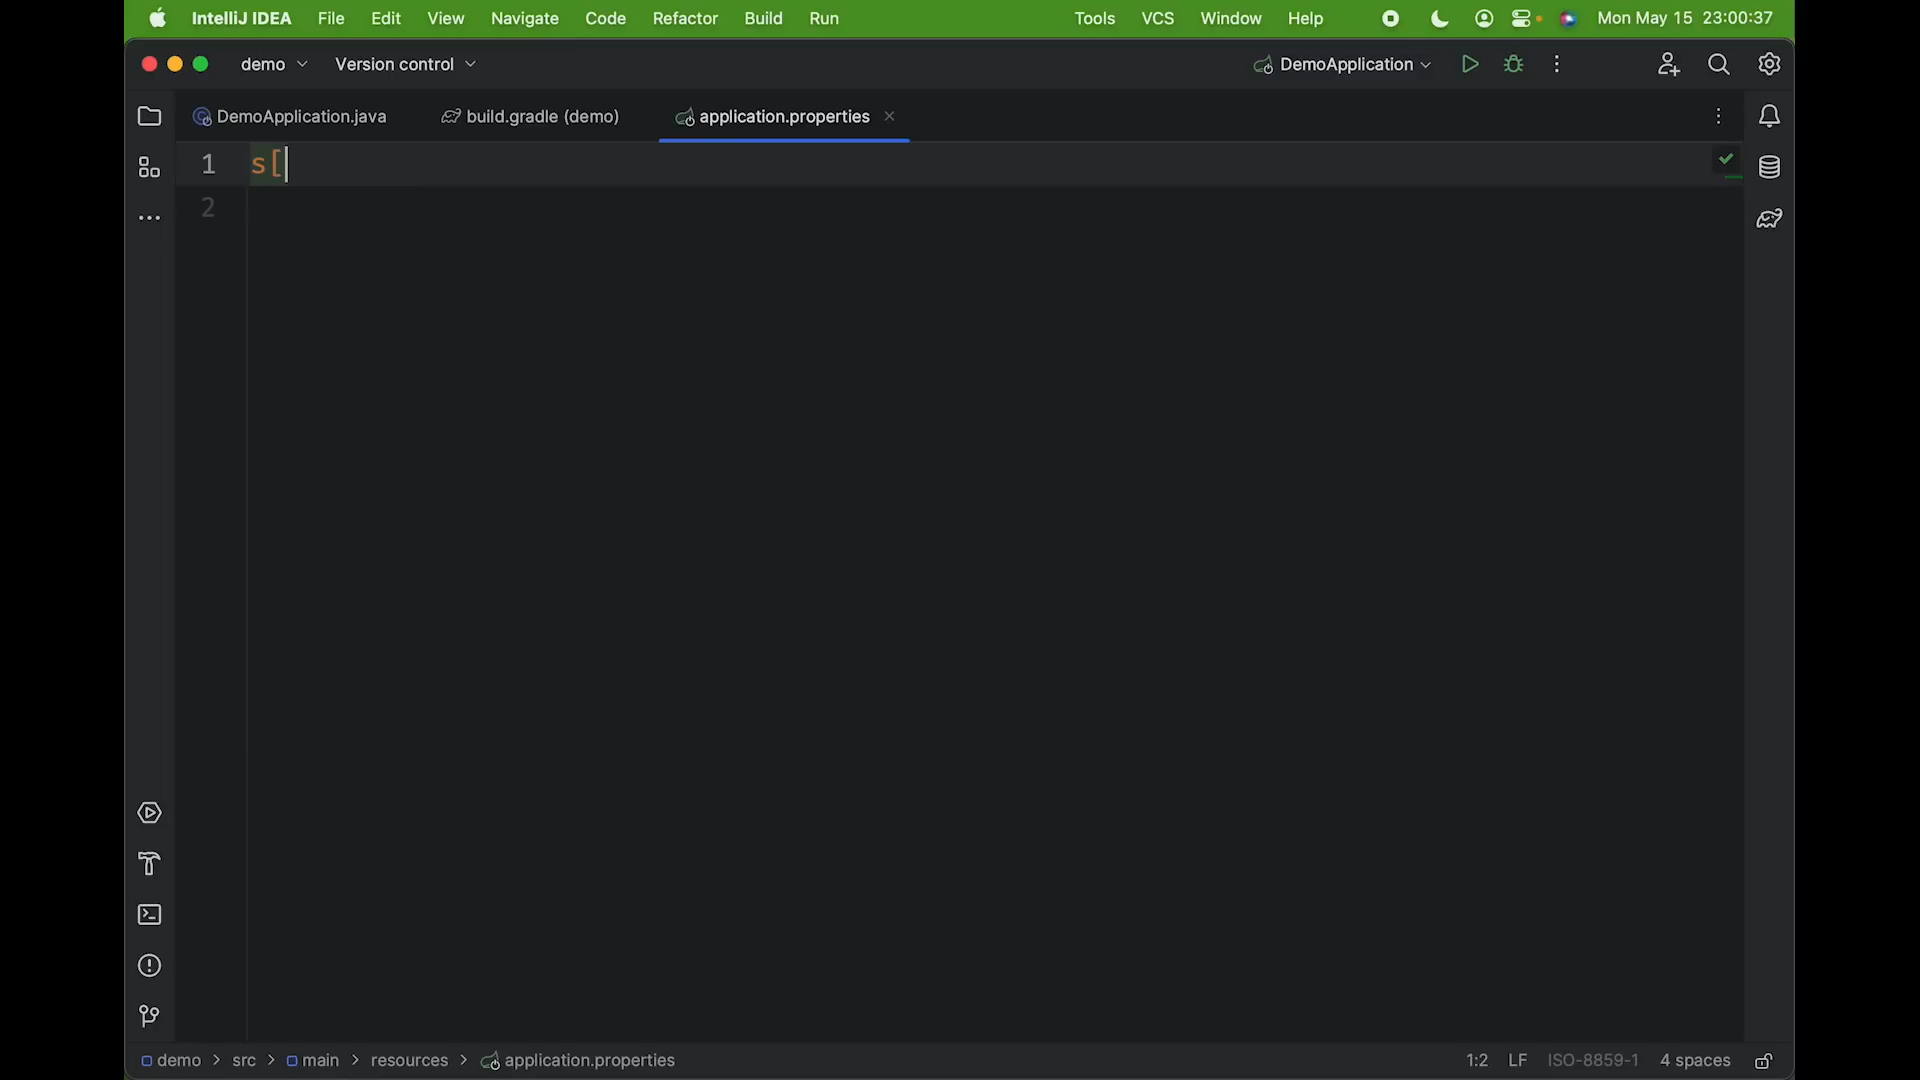 IntelliJ IDEA File Edit View Navigate Code Refactor Build Run Tools VCS Window Help Mon May 15 23:00:37
demo Version control DemoApplication
DemoApplication.java build.gradle (demo) application.properties
1 s[
2
demo > src > main > resources > application.properties 1:2 LF ISO-8859-1 4 spaces